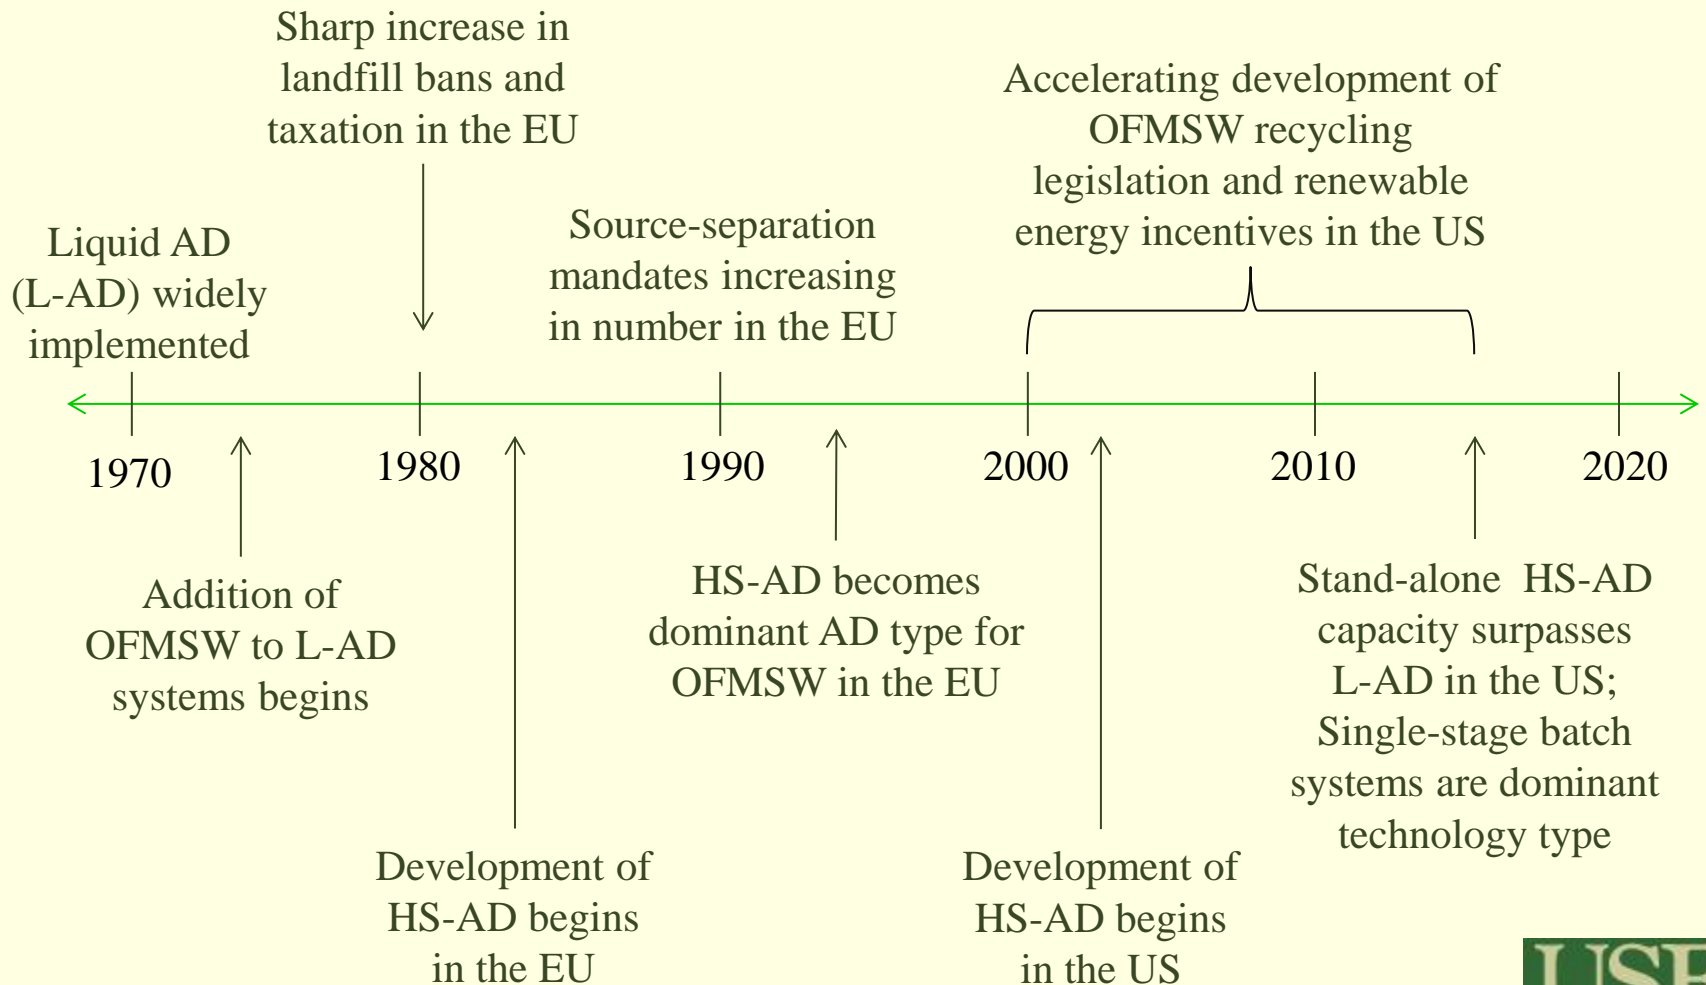 Sharp increase in
landfill bans and
taxation in the EU
Accelerating development of
OFMSW recycling
legislation and renewable
energy incentives in the US
Liquid AD
(L-AD) widely
implemented
Source-separation
mandates increasing
in number in the EU
1970
1980
1990
2000
2010
2020
Addition of
OFMSW to L-AD
systems begins
HS-AD becomes
dominant AD type for
OFMSW in the EU
Stand-alone HS-AD
capacity surpasses
L-AD in the US;
Single-stage batch
systems are dominant
technology type
Development of
HS-AD begins
in the EU
Development of
HS-AD begins
in the US